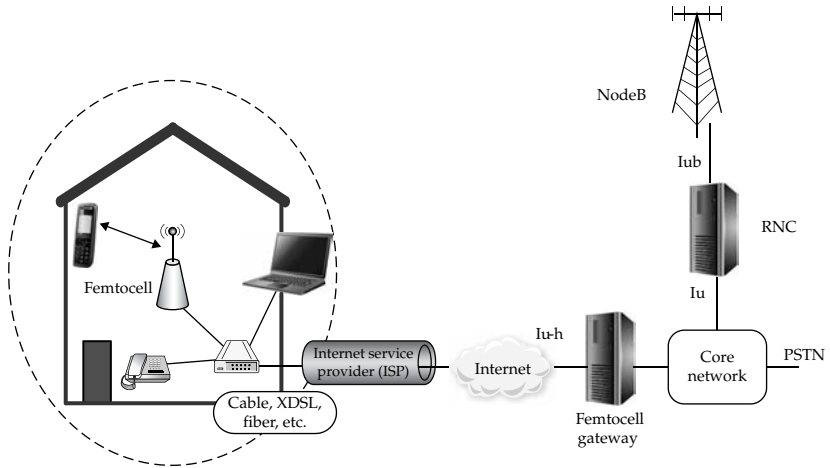 NodeB
Iub
RNC
Iu
Femtocell
Iu-h
Internet service
provider (ISP)
Internet
Core
network
PSTN
Cable, XDSL,
fiber, etc.
Femtocell
gateway